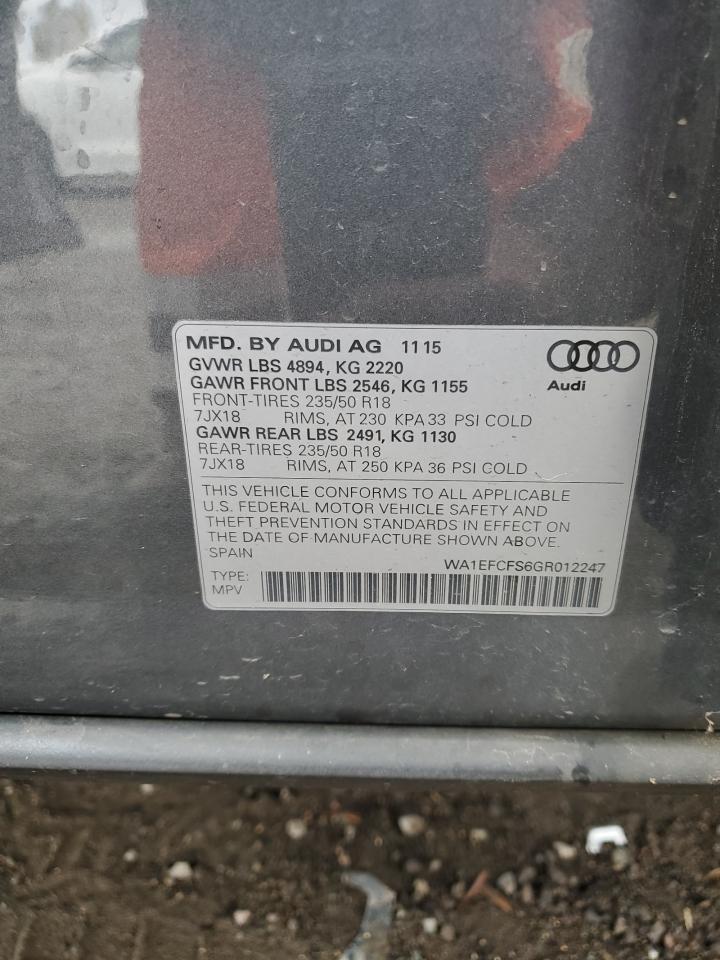 MFD. BY AUDI AG 11 15
GVWR LBS 4894, KG 2220
GAWR FRONT LBS 2546, KG 1155
FRONT-TIRES 235/50 R18
7JX18 RIMS, AT 230 KPA 33 PSI COLD
GAWR REAR LBS 2491, KG 1130
REAR-TIRES 235/50 R18
7JX18 RIMS, AT 250 KPA 36 PSI COLD
Audi
THIS VEHICLE CONFORMS TO ALL APPLICABLE
U.S. FEDERAL MOTOR VEHICLE SAFETY AND
THEFT PREVENTION STANDARDS IN EFFECT ON
THE DATE OF MANUFACTURE SHOWN ABOVE.
SPAIN
WA1EFCFS6GR012247
TYPE:
MPV